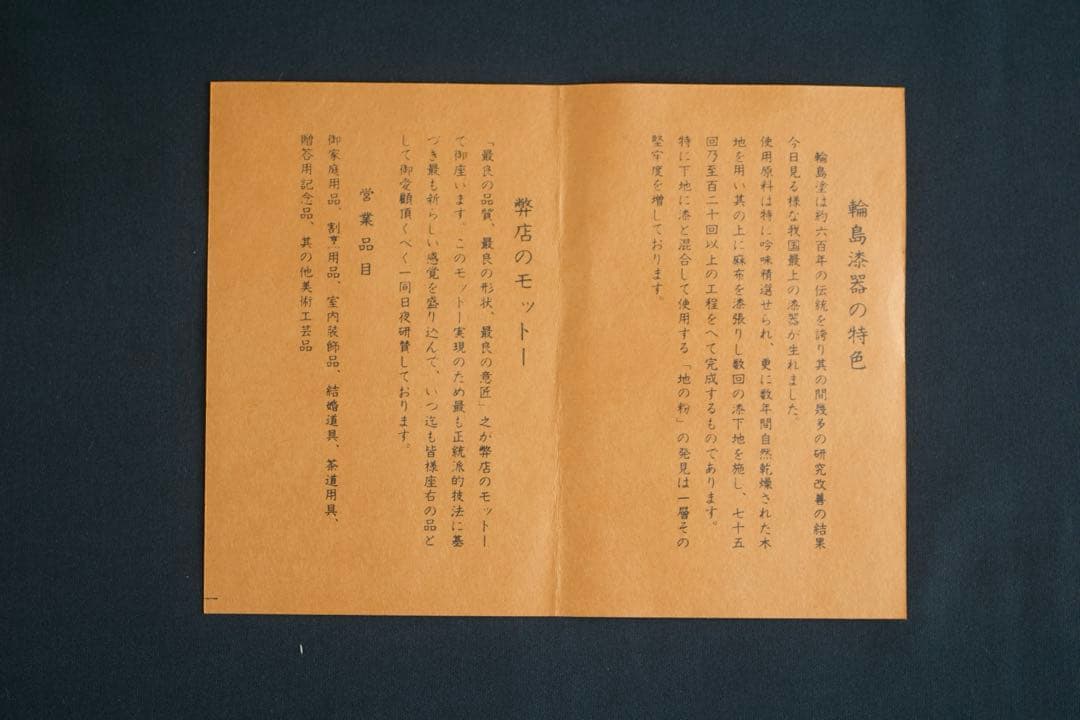 輪島漆器の特色
輪島塗は約六百年の伝統を誇り其の間幾多の研究改善の結果
今日見る様な我国最上の漆器が生れました。
使用原料は特に吟味精選せられ、更に数年間自然乾燥された木
地を用い其の上に麻布を漆張りし数回の漆下地を施し、七十五
回乃至百二十回以上の工程をへて完成するものであります。
特に下地に漆と混合して使用する「地の粉」の発見は一層その
堅牢度を増しております。
弊店のモットー
「最良の品質、最良の形状、最良の意匠」之が弊店のモットー
で御座います。このモットー実現のため最も正統派的技法に基
づき最も新らしい感覚を盛り込んで、いつ迄も皆様座右の品と
して御愛顧頂くべく一同日夜研賛しております。
営業品目
御家庭用品、割烹用品、室内装飾品、結婚道具、茶道用具、
贈答用記念品、其の他美術工芸品